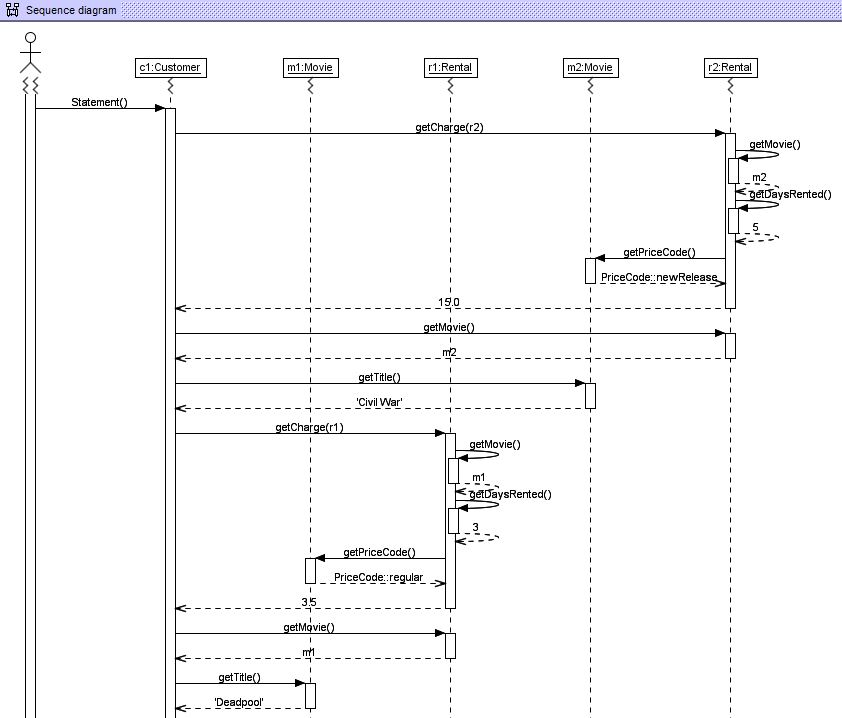 Sequence diagram
c1:Customer
m1:Movie
r1:Rental
m2:Movie
r2:Rental
Statement()
getCharge(r2)
getMovie()
m2
getDaysRented()
5
getPriceCode()
PriceCode::newRelease
15.0
getMovie()
m2
getTitle()
'Civil War'
getCharge(r1)
getMovie()
m1
getDaysRented()
3
getPriceCode()
PriceCode::regular
3.5
getMovie()
m1
getTitle()
'Deadpool'